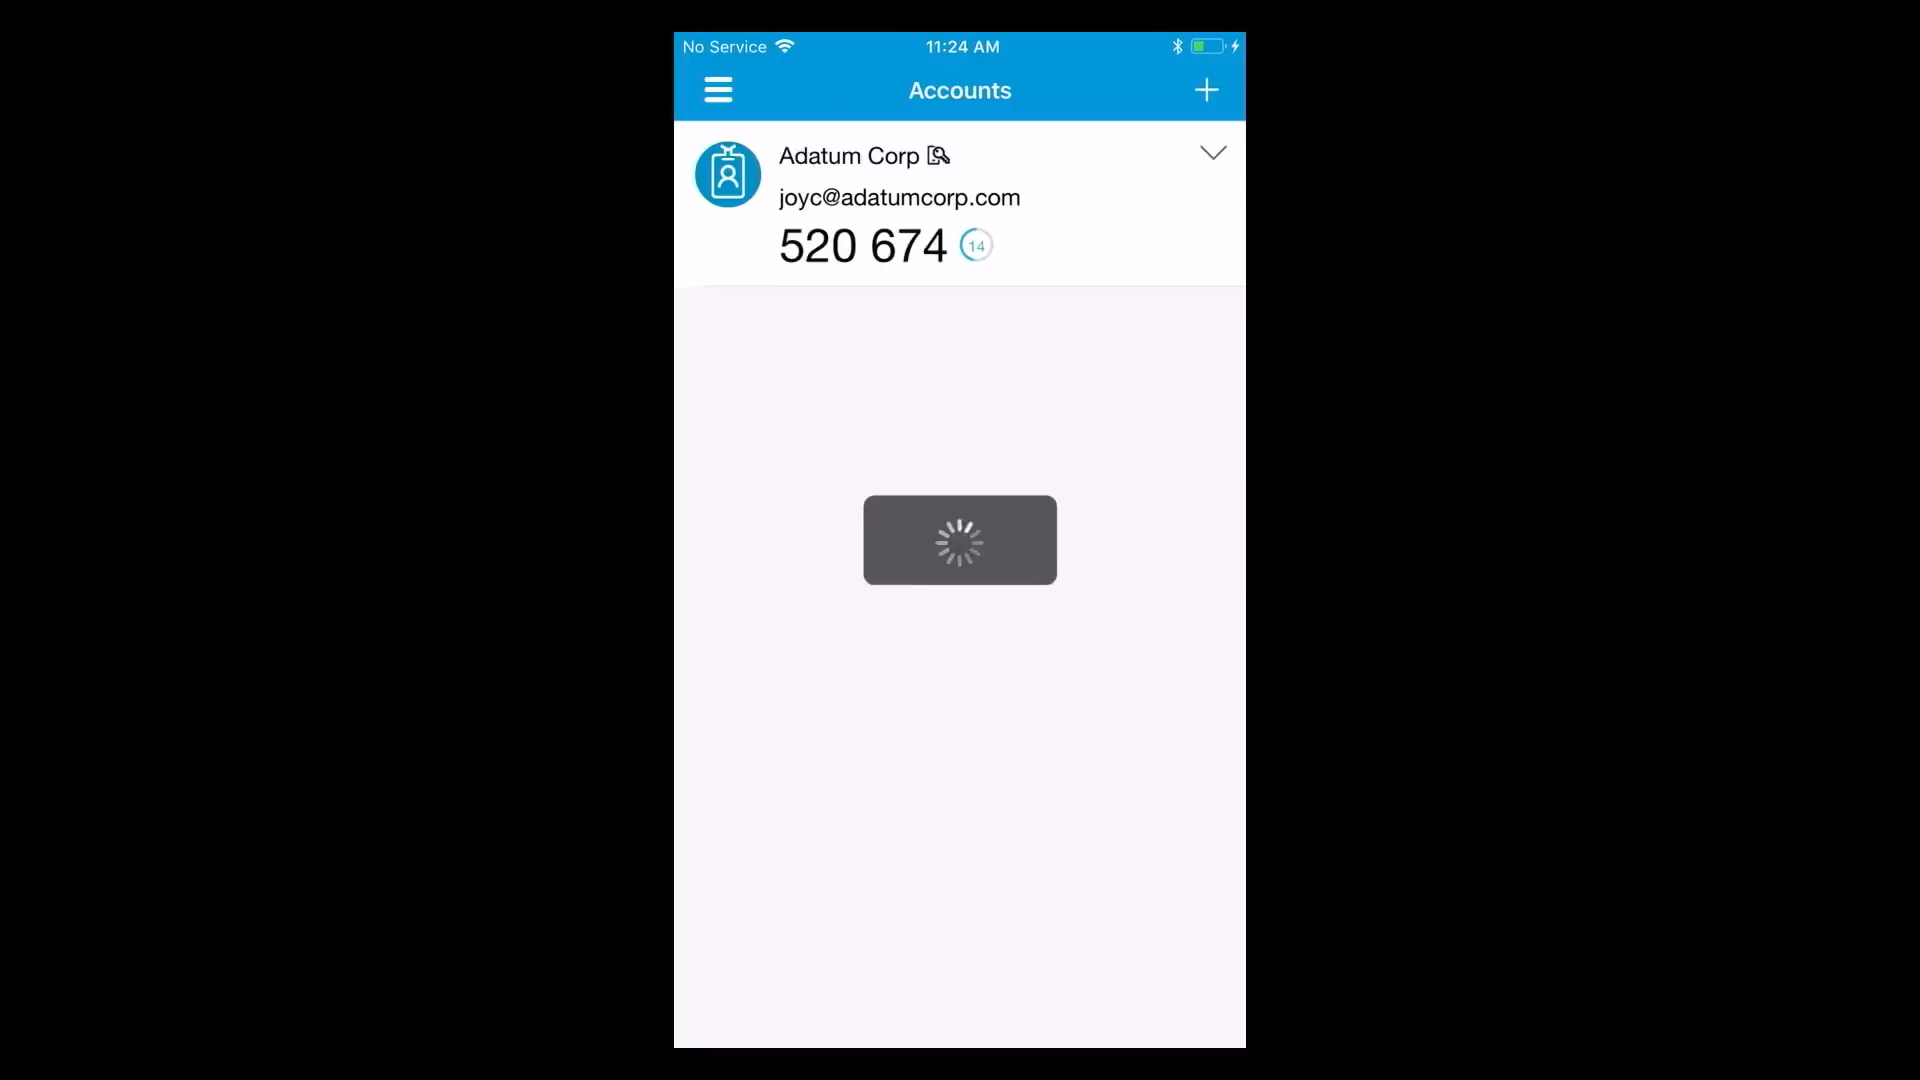 No Service
11:24 AM
Accounts
Adatum Corp
joyc@adatumcorp.com
520 674
14